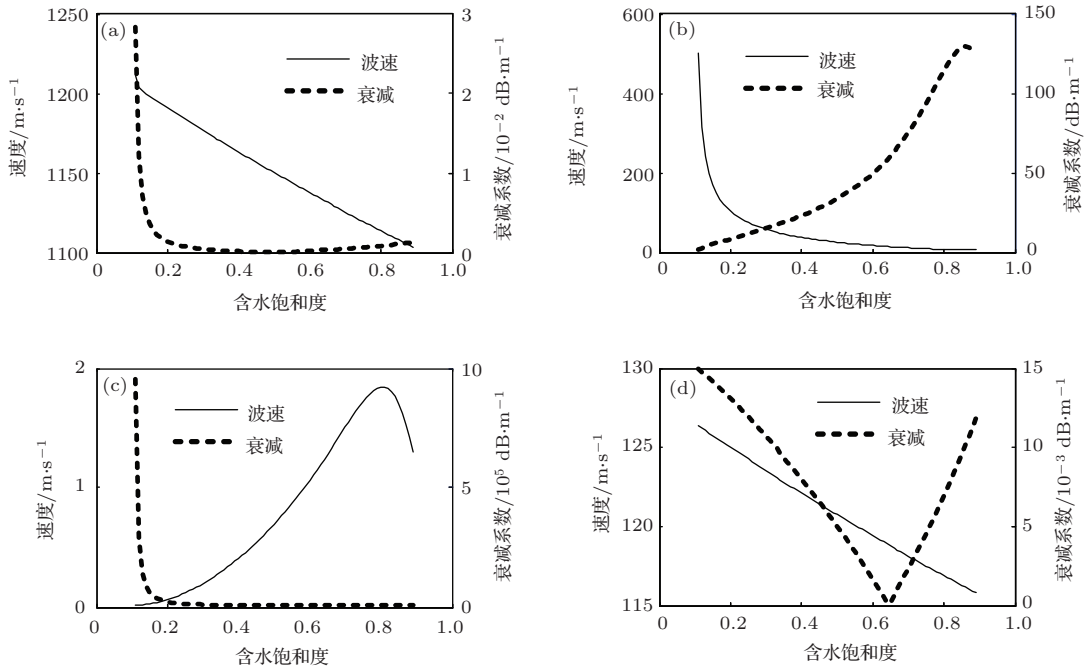 (a)
波速
衰减
1250
1200
1150
1100
速度/m·s⁻¹
3
2
1
0
衰减系数/10⁻² dB·m⁻¹
0 0.2 0.4 0.6 0.8 1.0
含水饱和度
(b)
波速
衰减
600
400
200
0
速度/m·s⁻¹
150
100
50
0
衰减系数/dB·m⁻¹
0 0.2 0.4 0.6 0.8 1.0
含水饱和度
(c)
波速
衰减
2
1
0
速度/m·s⁻¹
10
5
0
衰减系数/10⁵ dB·m⁻¹
0 0.2 0.4 0.6 0.8 1.0
含水饱和度
(d)
波速
衰减
130
125
120
115
速度/m·s⁻¹
15
10
5
0
衰减系数/10⁻³ dB·m⁻¹
0 0.2 0.4 0.6 0.8 1.0
含水饱和度